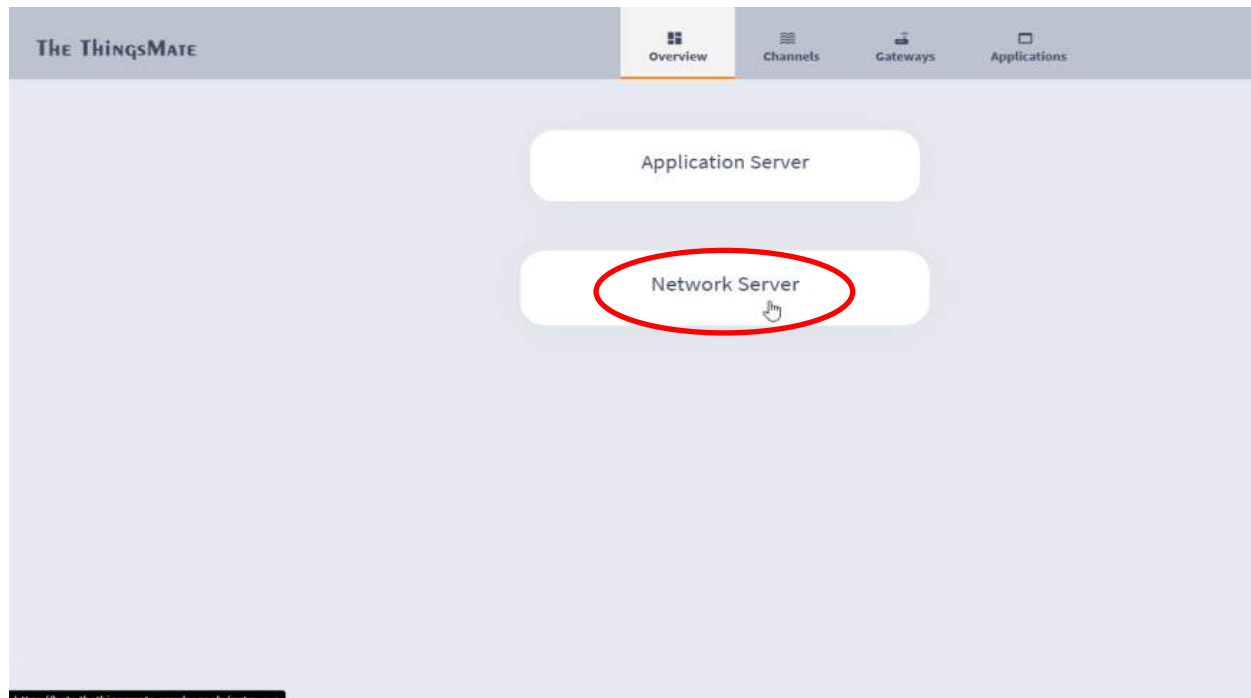 The ThingsMate
Overview
Channels
Gateways
Applications
Application Server
Network Server